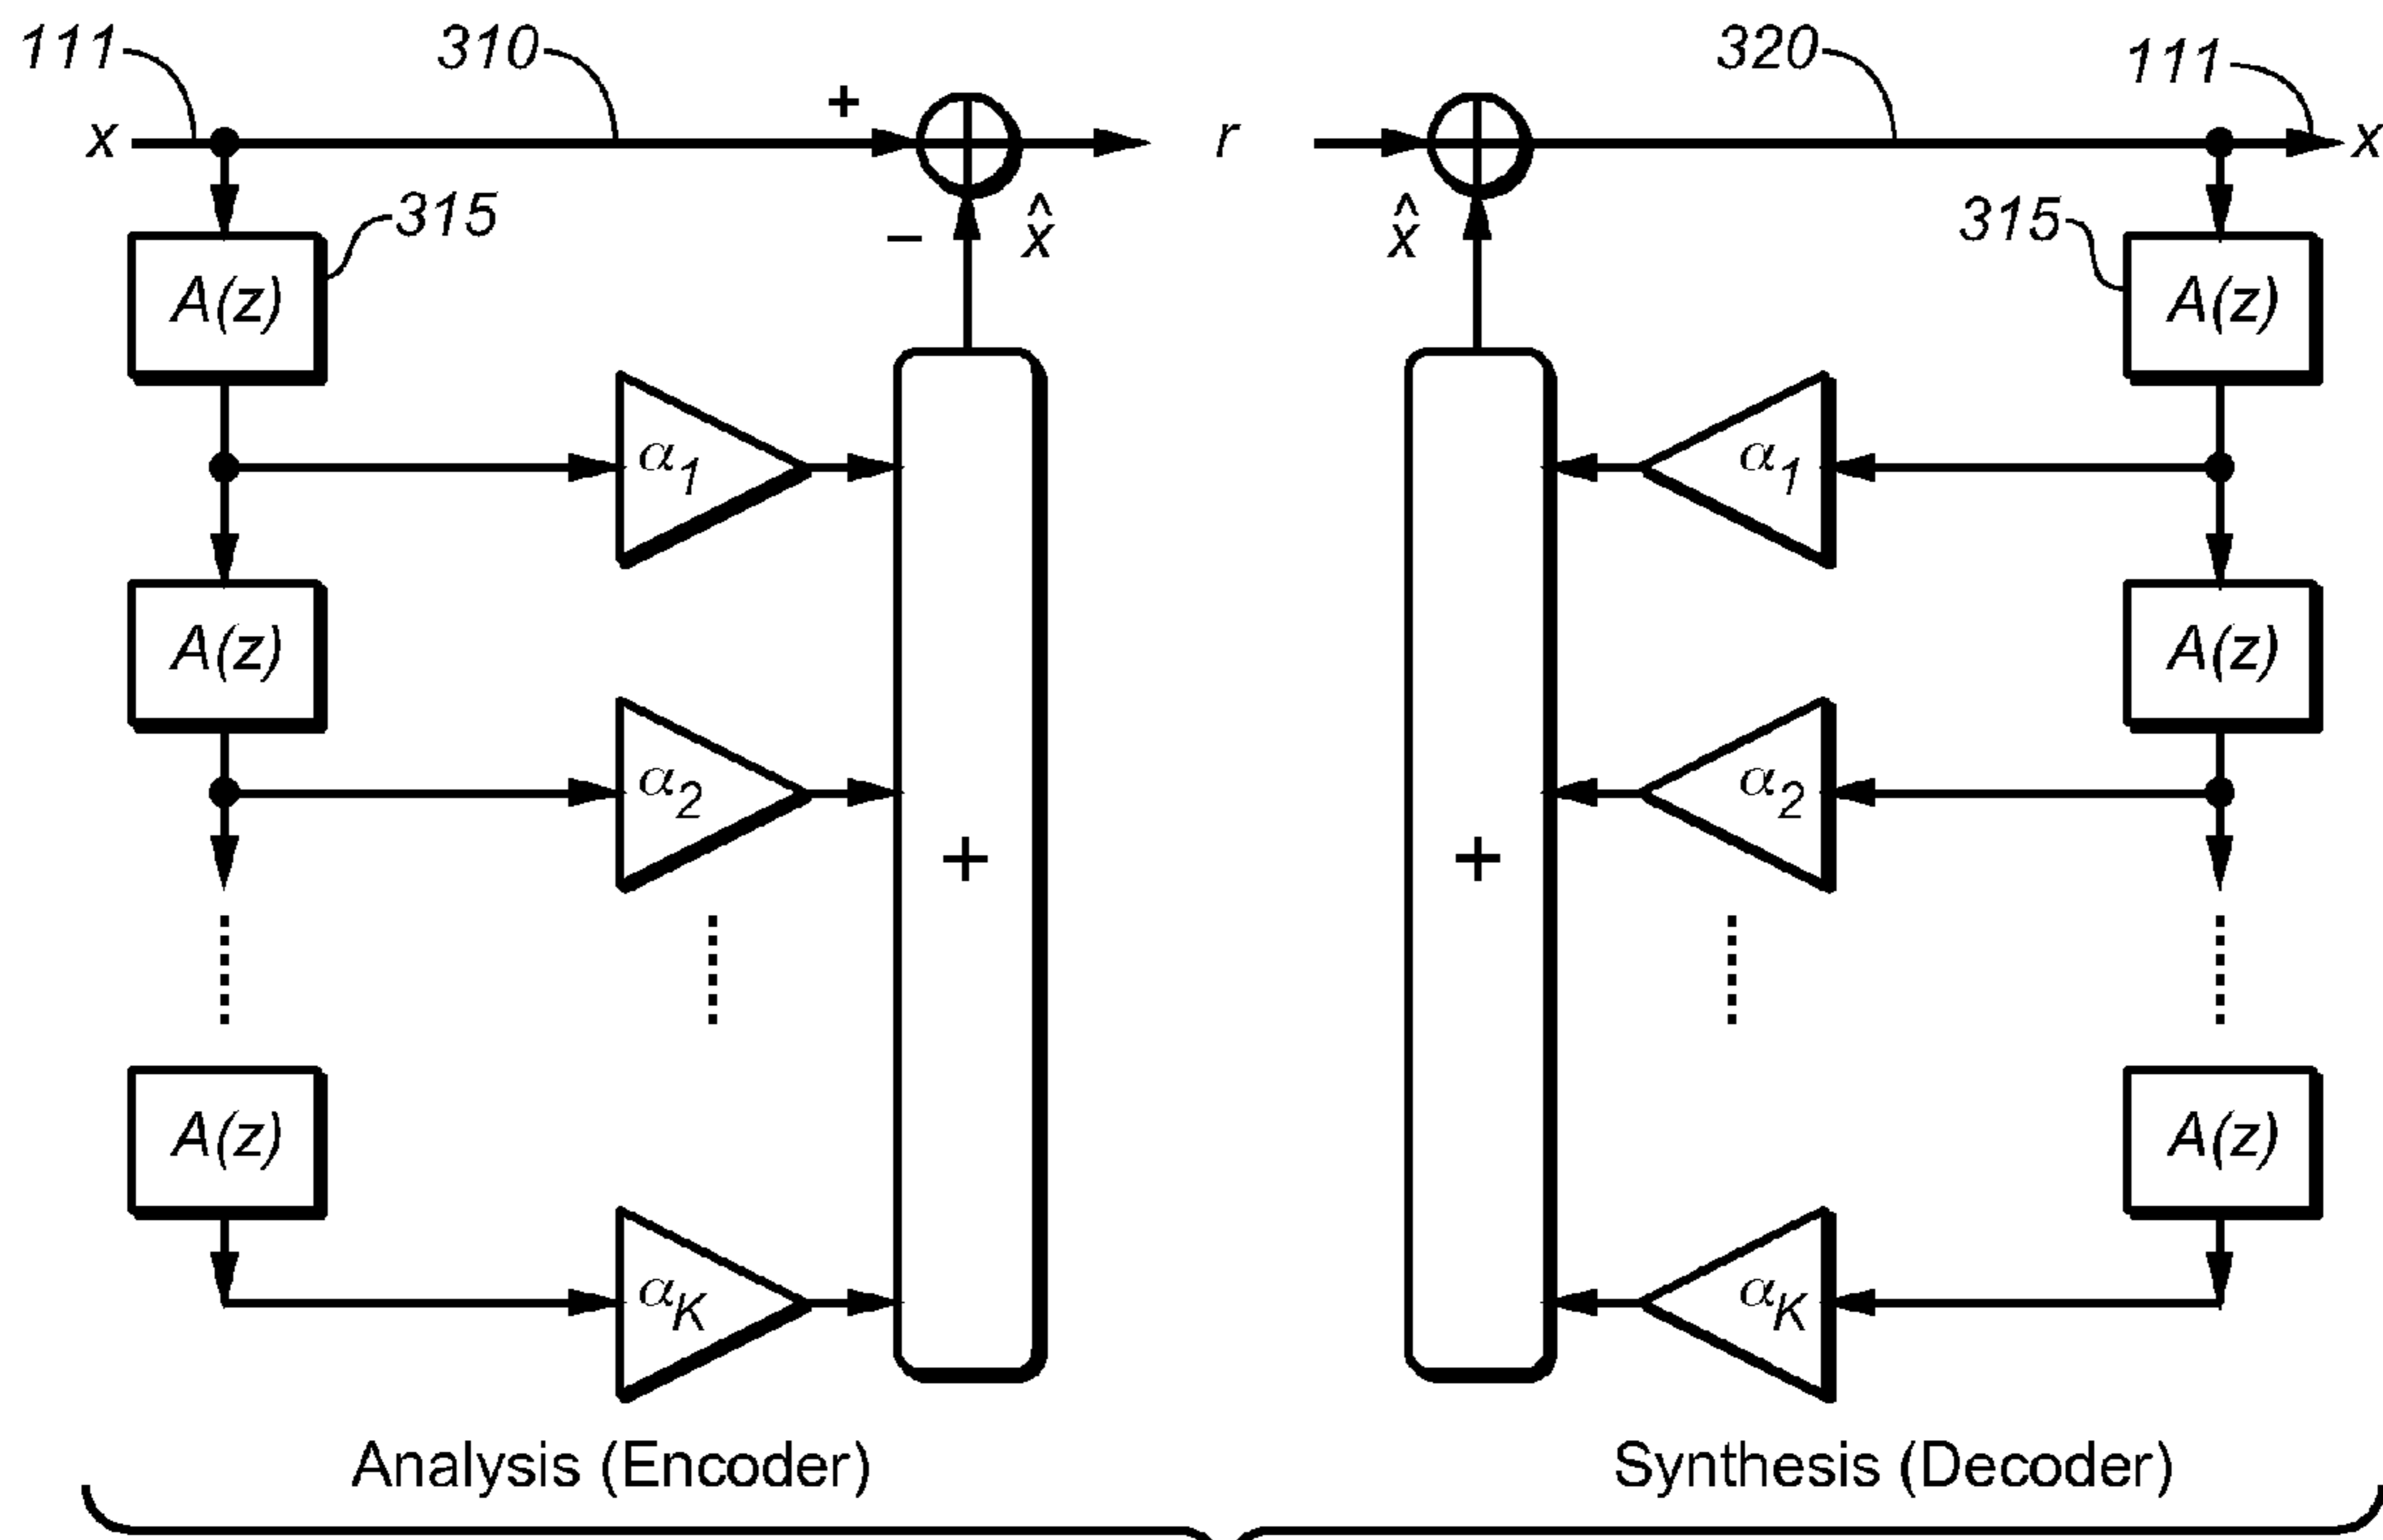 111 310 320 111
x + r x
− x̂ x̂
315 315
A(z) A(z)
α1 α1
A(z) A(z)
α2 α2
+ +
A(z) A(z)
αK αK
Analysis (Encoder) Synthesis (Decoder)